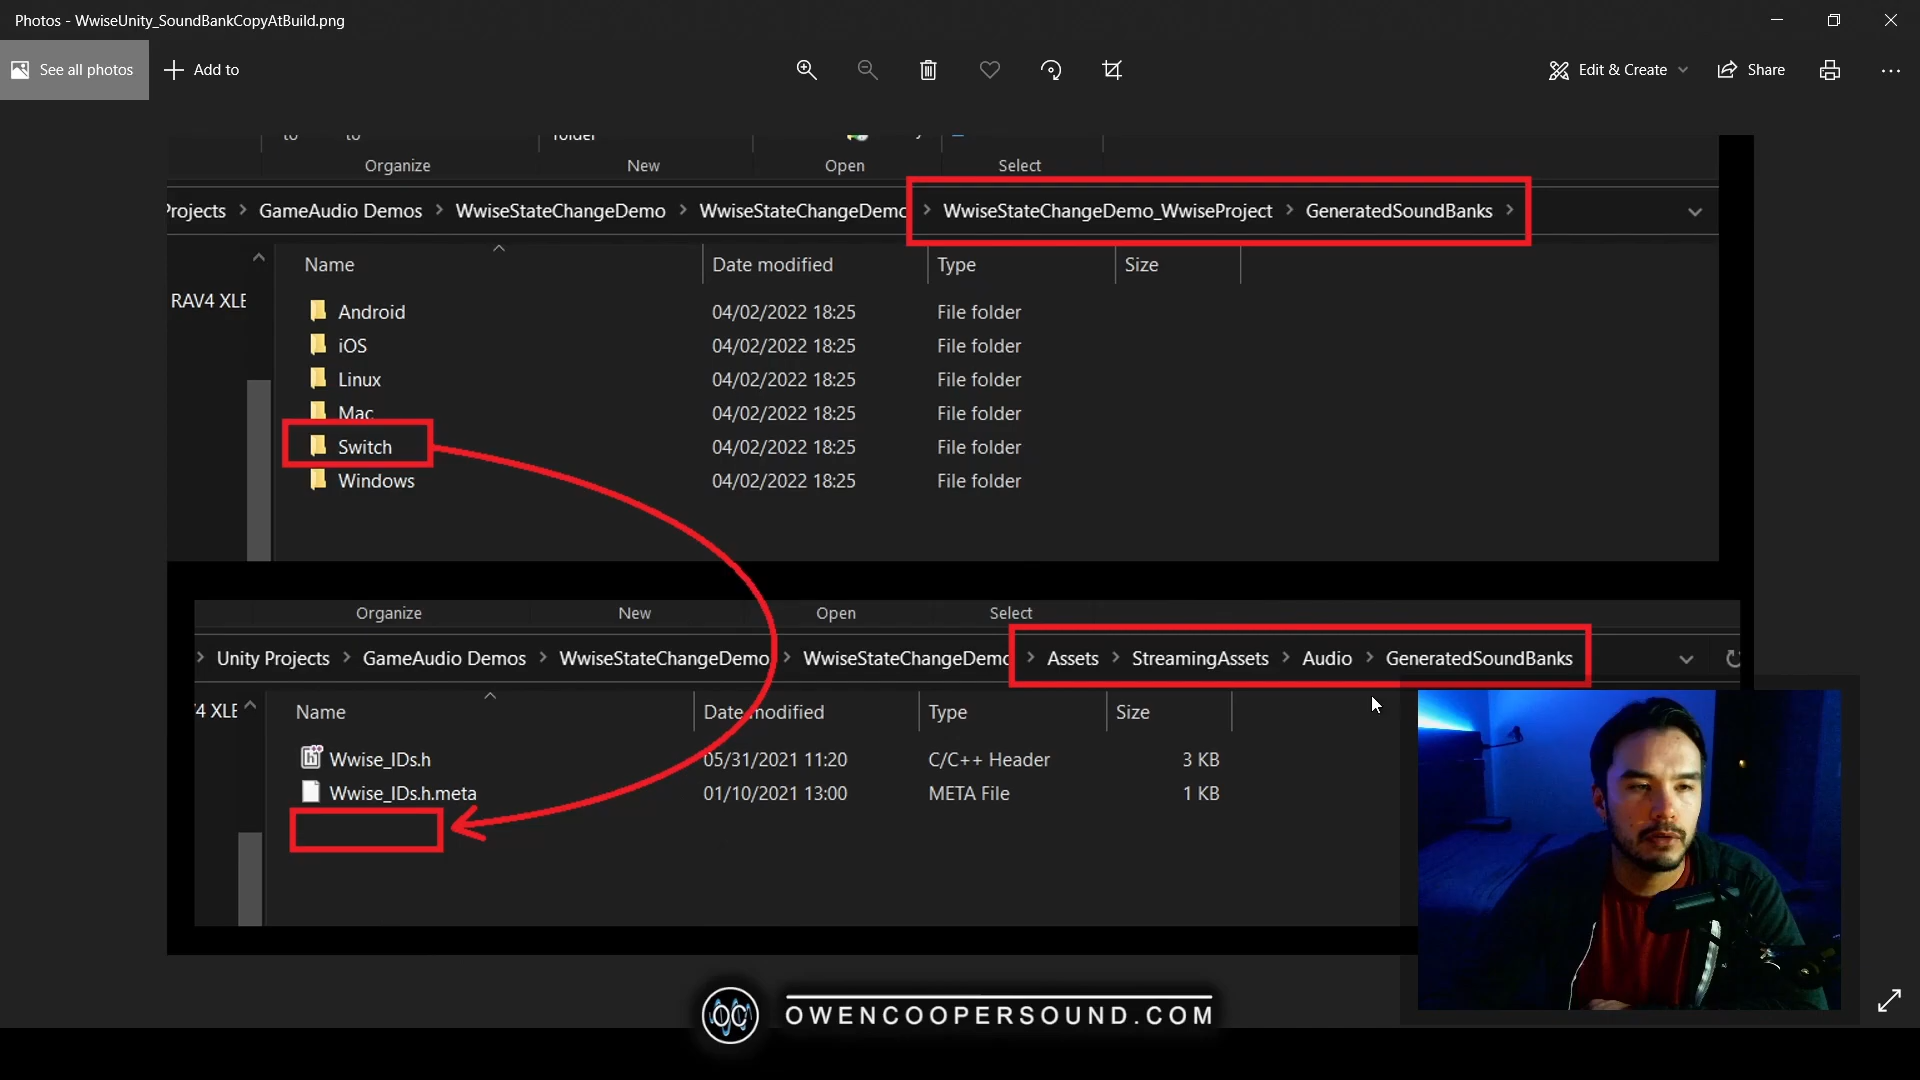 Photos - WwiseUnity_SoundBankCopyAtBuild.png
See all photos
Add to
Edit & Create
Share
Organize New Open Select
Projects > GameAudio Demos > WwiseStateChangeDemo > WwiseStateChangeDemo > WwiseStateChangeDemo_WwiseProject > GeneratedSoundBanks >
Name Date modified Type Size
RAV4 XLE
Android 04/02/2022 18:25 File folder
iOS 04/02/2022 18:25 File folder
Linux 04/02/2022 18:25 File folder
Mac 04/02/2022 18:25 File folder
Switch 04/02/2022 18:25 File folder
Windows 04/02/2022 18:25 File folder
Organize New Open Select
> Unity Projects > GameAudio Demos > WwiseStateChangeDemo > WwiseStateChangeDemo > Assets > StreamingAssets > Audio > GeneratedSoundBanks
'4 XLE
Name Date modified Type Size
Wwise_IDs.h 05/31/2021 11:20 C/C++ Header 3 KB
Wwise_IDs.h.meta 01/10/2021 13:00 META File 1 KB
OWENCOOPERSOUND.COM